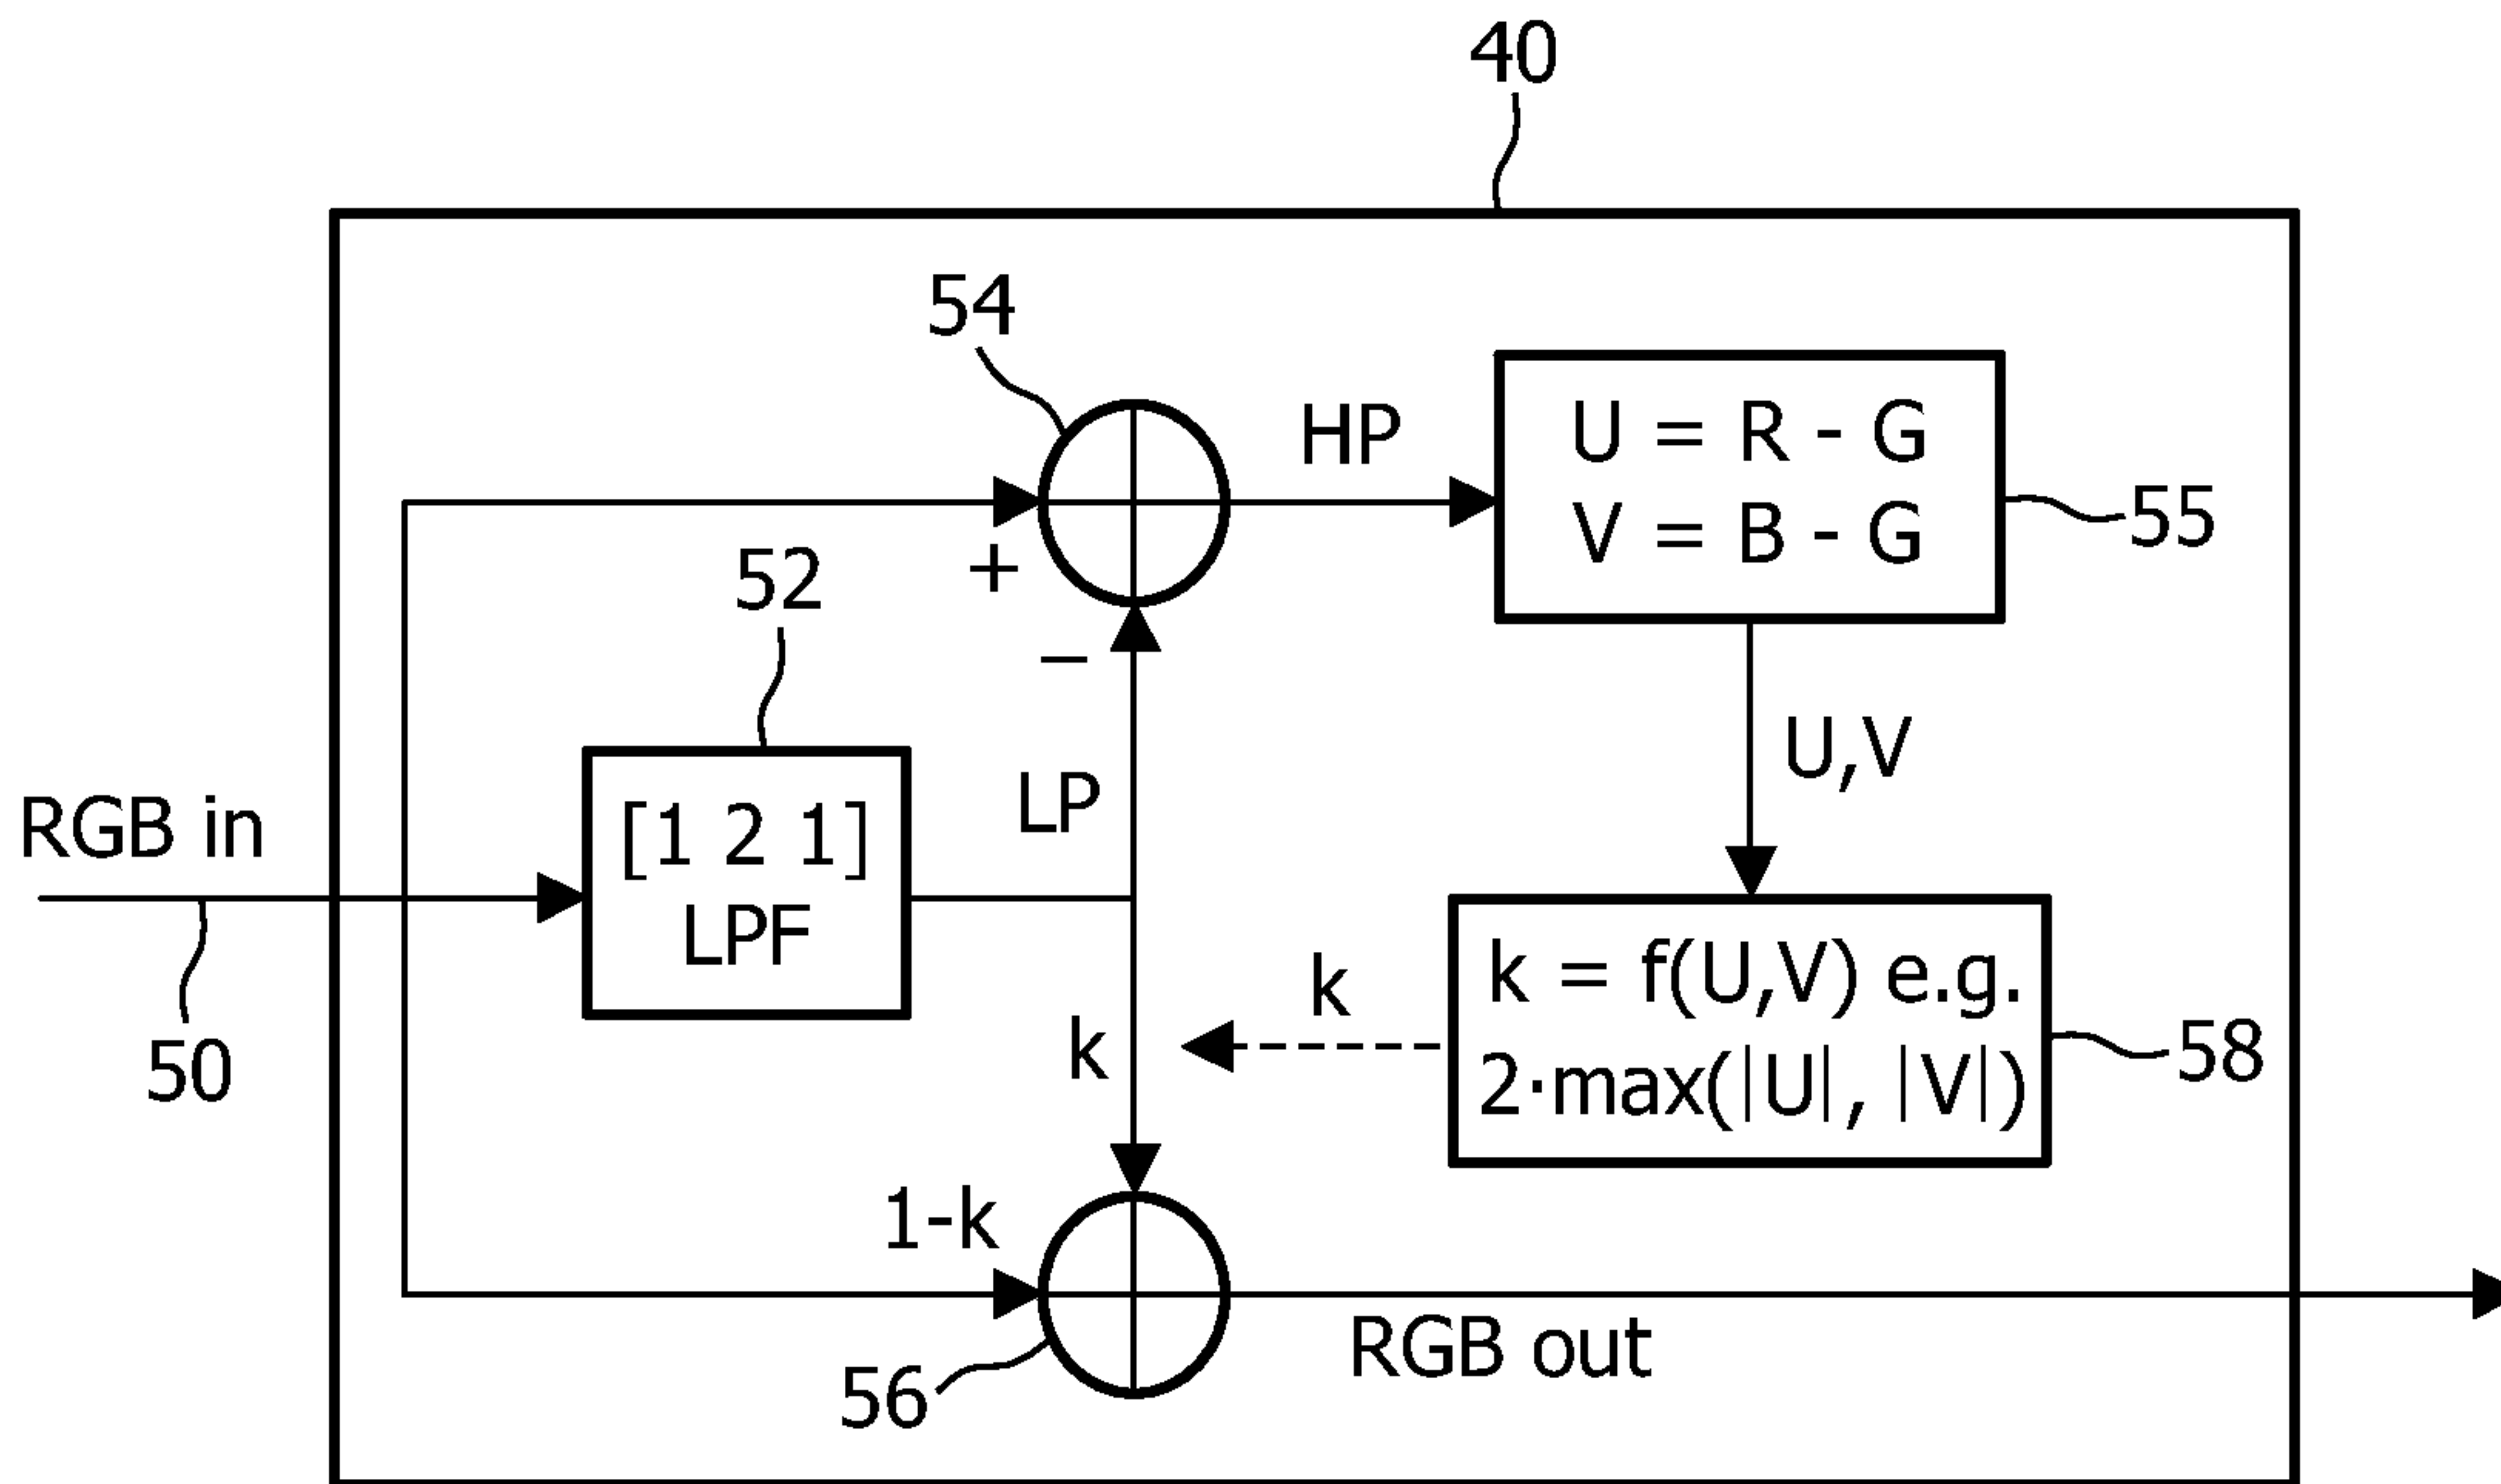 40
54
HP
U = R - G
V = B - G
55
+
52
–
U,V
LP
RGB in
[1 2 1]
LPF
k = f(U,V) e.g.
2·max(|U|, |V|)
k
k
58
50
1-k
RGB out
56